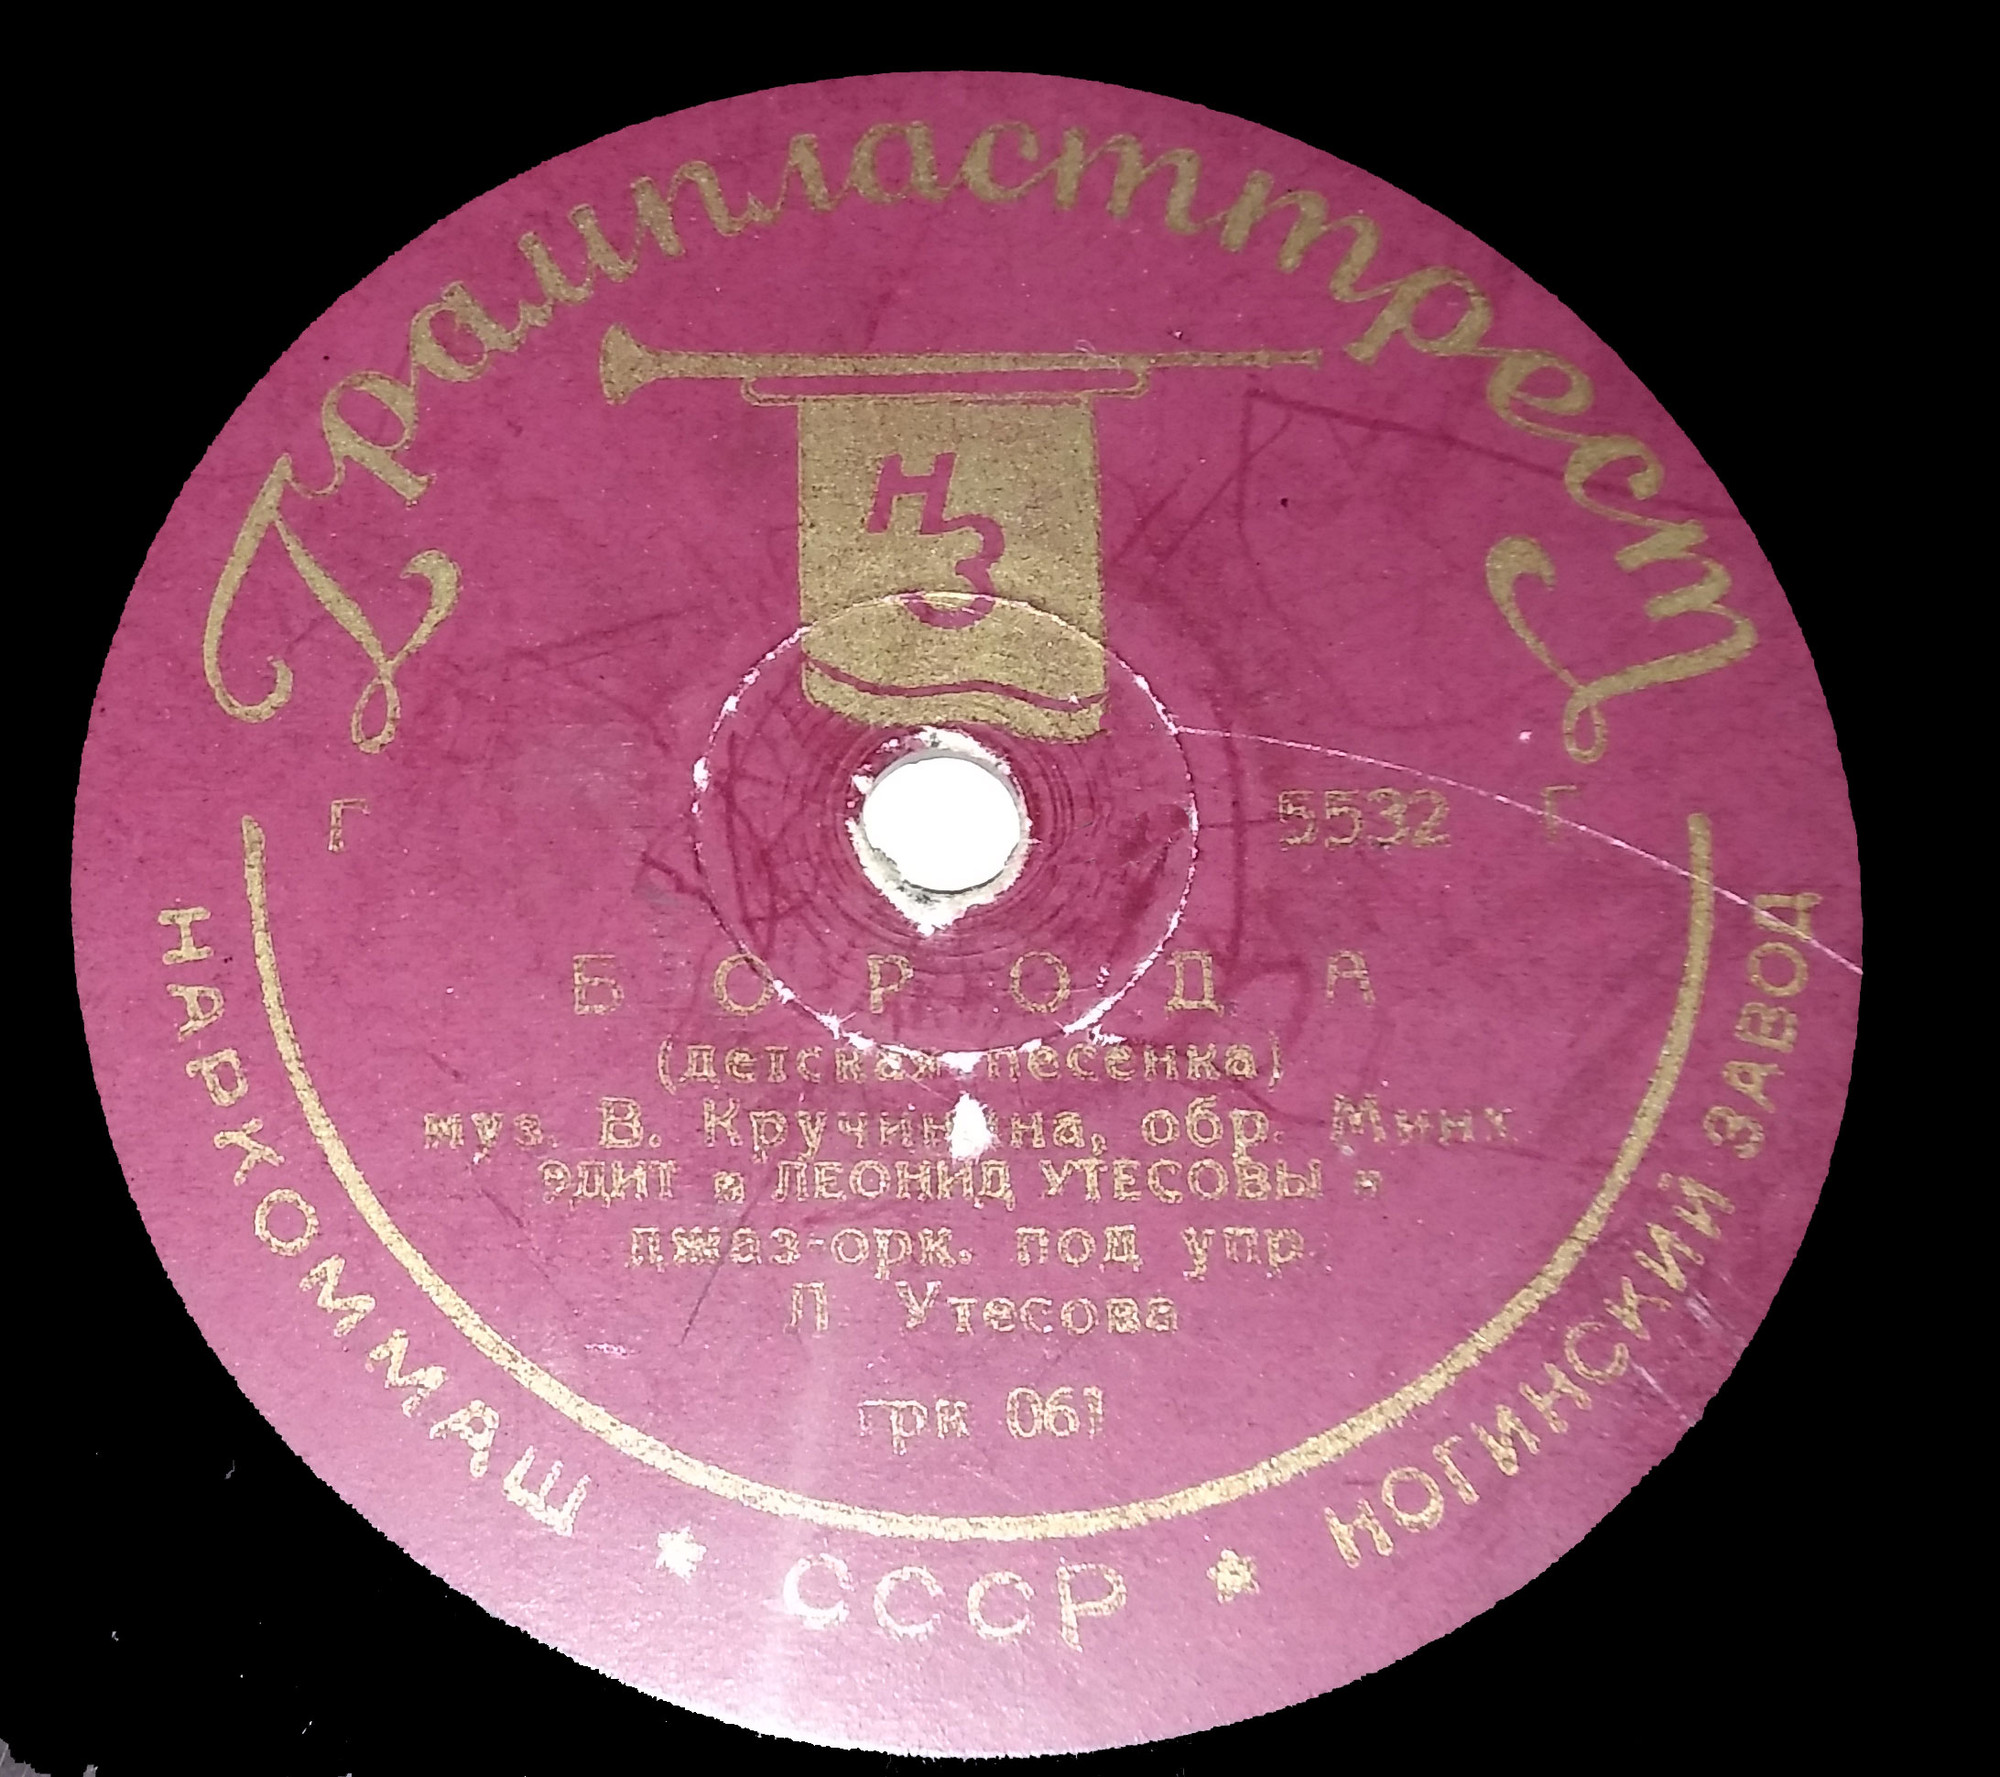 Грампласттрест
НЗ
Г 5532 Г
БОРОДА
(детская песенка)
муз. В. Кручинина, обр. Минх
ЭДИТ и ЛЕОНИД УТЕСОВЫ и
джаз-орк. под упр.
Л. Утесова
грк 061
НАРКОММАШ ★ СССР ★ НОГИНСКИЙ ЗАВОД